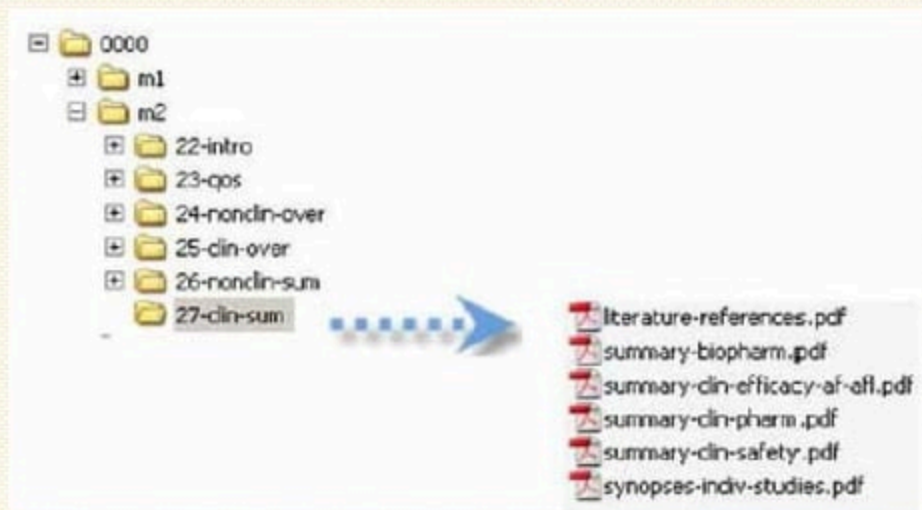 0000
m1
m2
22-intro
23-qos
24-nonclin-over
25-clin-over
26-nonclin-sum
27-clin-sum
literature-references.pdf
summary-biopharm.pdf
summary-clin-efficacy-af-afl.pdf
summary-clin-pharm.pdf
summary-clin-safety.pdf
synopses-indiv-studies.pdf